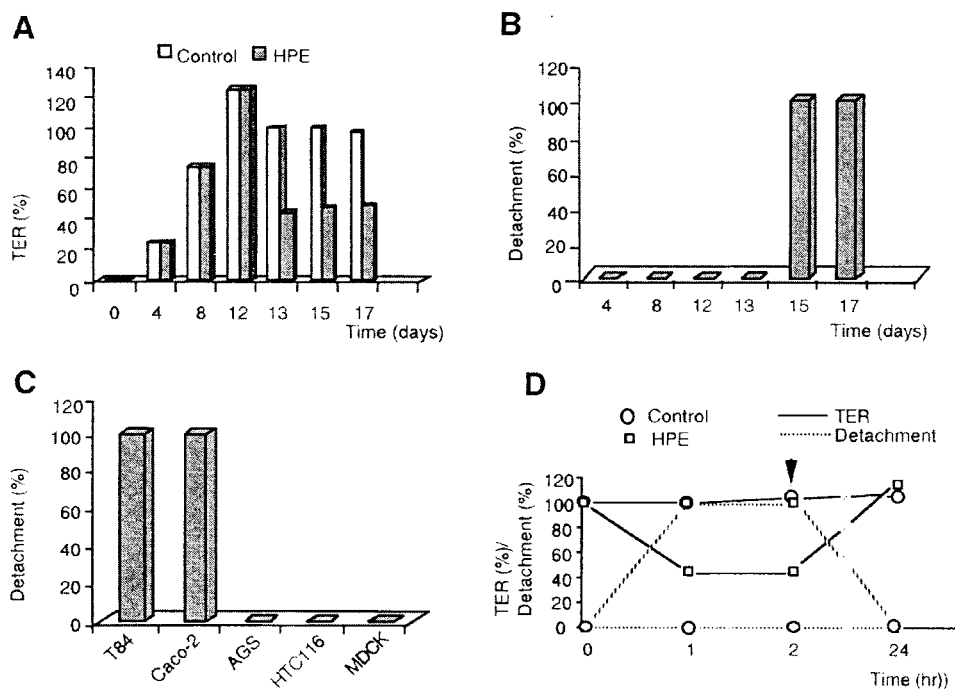 A
Control HPE
TER (%)
140
120
100
80
60
40
20
0
0 4 8 12 13 15 17
Time (days)
B
Detachment (%)
120
100
80
60
40
20
0
4 8 12 13 15 17
Time (days)
C
Detachment (%)
120
100
80
60
40
20
0
T84 Caco-2 AGS HTC116 MDCK
D
Control TER
HPE Detachment
TER (%)/
Detachment (%)
120
100
80
60
40
20
0
0 1 2 24
Time (hr))